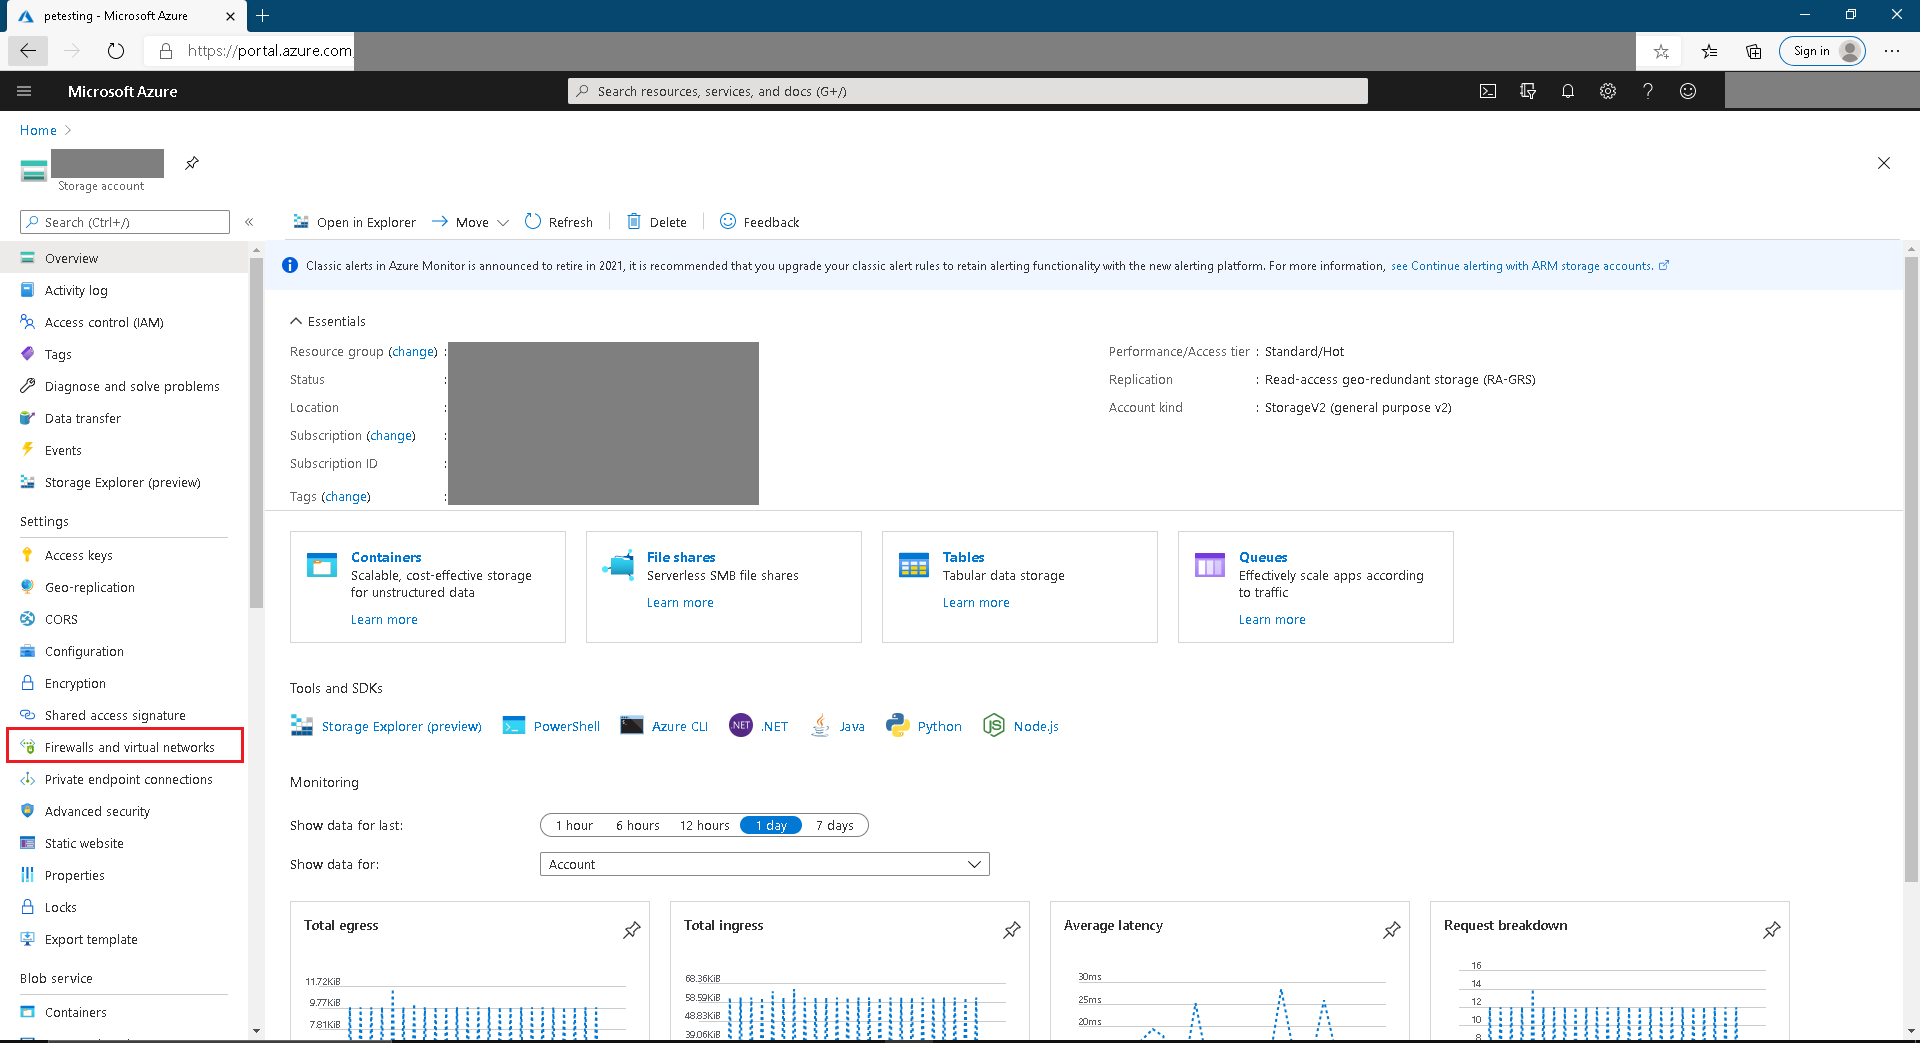 petesting - Microsoft Azure
https://portal.azure.com
Sign in
Microsoft Azure
Search resources, services, and docs (G+/)
Home
Storage account
Search (Ctrl+/)
Open in Explorer
Move
Refresh
Delete
Feedback
Overview
Activity log
Access control (IAM)
Tags
Diagnose and solve problems
Data transfer
Events
Storage Explorer (preview)
Settings
Access keys
Geo-replication
CORS
Configuration
Encryption
Shared access signature
Firewalls and virtual networks
Private endpoint connections
Advanced security
Static website
Properties
Locks
Export template
Blob service
Containers
Classic alerts in Azure Monitor is announced to retire in 2021, it is recommended that you upgrade your classic alert rules to retain alerting functionality with the new alerting platform. For more information, see Continue alerting with ARM storage accounts.
Essentials
Resource group (change) :
Status :
Location :
Subscription (change) :
Subscription ID :
Tags (change) :
Performance/Access tier : Standard/Hot
Replication : Read-access geo-redundant storage (RA-GRS)
Account kind : StorageV2 (general purpose v2)
Containers
Scalable, cost-effective storage
for unstructured data
Learn more
File shares
Serverless SMB file shares
Learn more
Tables
Tabular data storage
Learn more
Queues
Effectively scale apps according
to traffic
Learn more
Tools and SDKs
Storage Explorer (preview)
PowerShell
Azure CLI
NET .NET
Java
Python
Node.js
Monitoring
Show data for last:
1 hour
6 hours
12 hours
1 day
7 days
Show data for:
Account
Total egress
11.72KiB
9.77KiB
7.81KiB
Total ingress
68.36KiB
58.59KiB
48.83KiB
39.06KiB
Average latency
30ms
25ms
20ms
Request breakdown
16
14
12
10
8